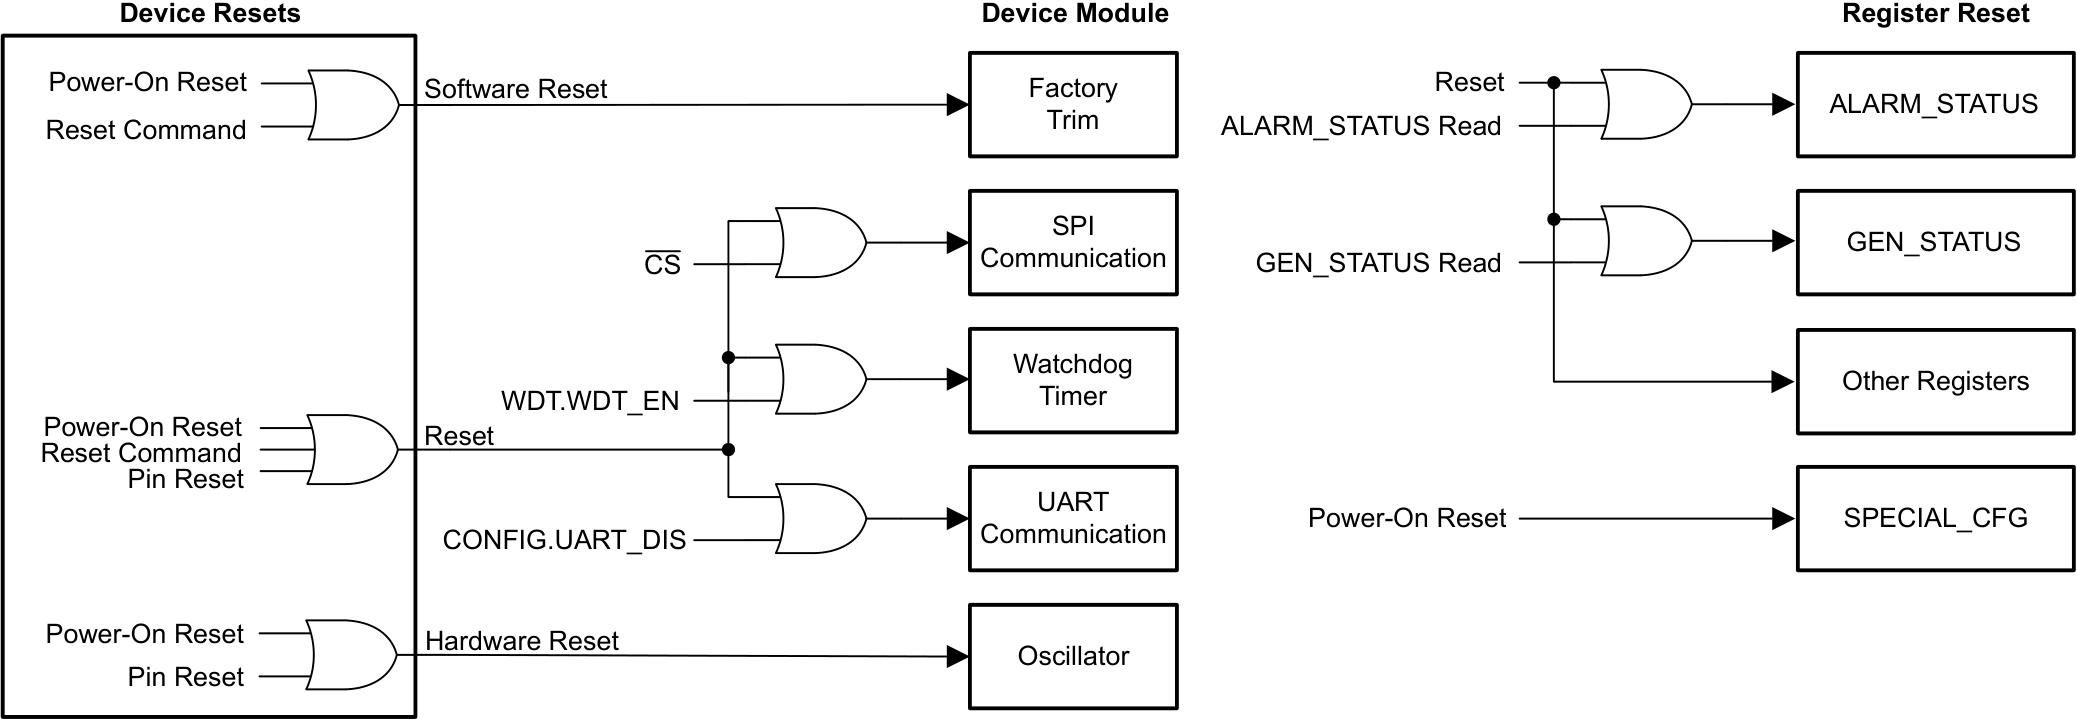 Device Resets
Device Module
Register Reset
Power-On Reset
Reset Command
Software Reset
Factory
Trim
Reset
ALARM_STATUS Read
ALARM_STATUS
CS
SPI
Communication
GEN_STATUS Read
GEN_STATUS
WDT.WDT_EN
Watchdog
Timer
Other Registers
Power-On Reset
Reset Command
Pin Reset
Reset
CONFIG.UART_DIS
UART
Communication
Power-On Reset
SPECIAL_CFG
Power-On Reset
Pin Reset
Hardware Reset
Oscillator